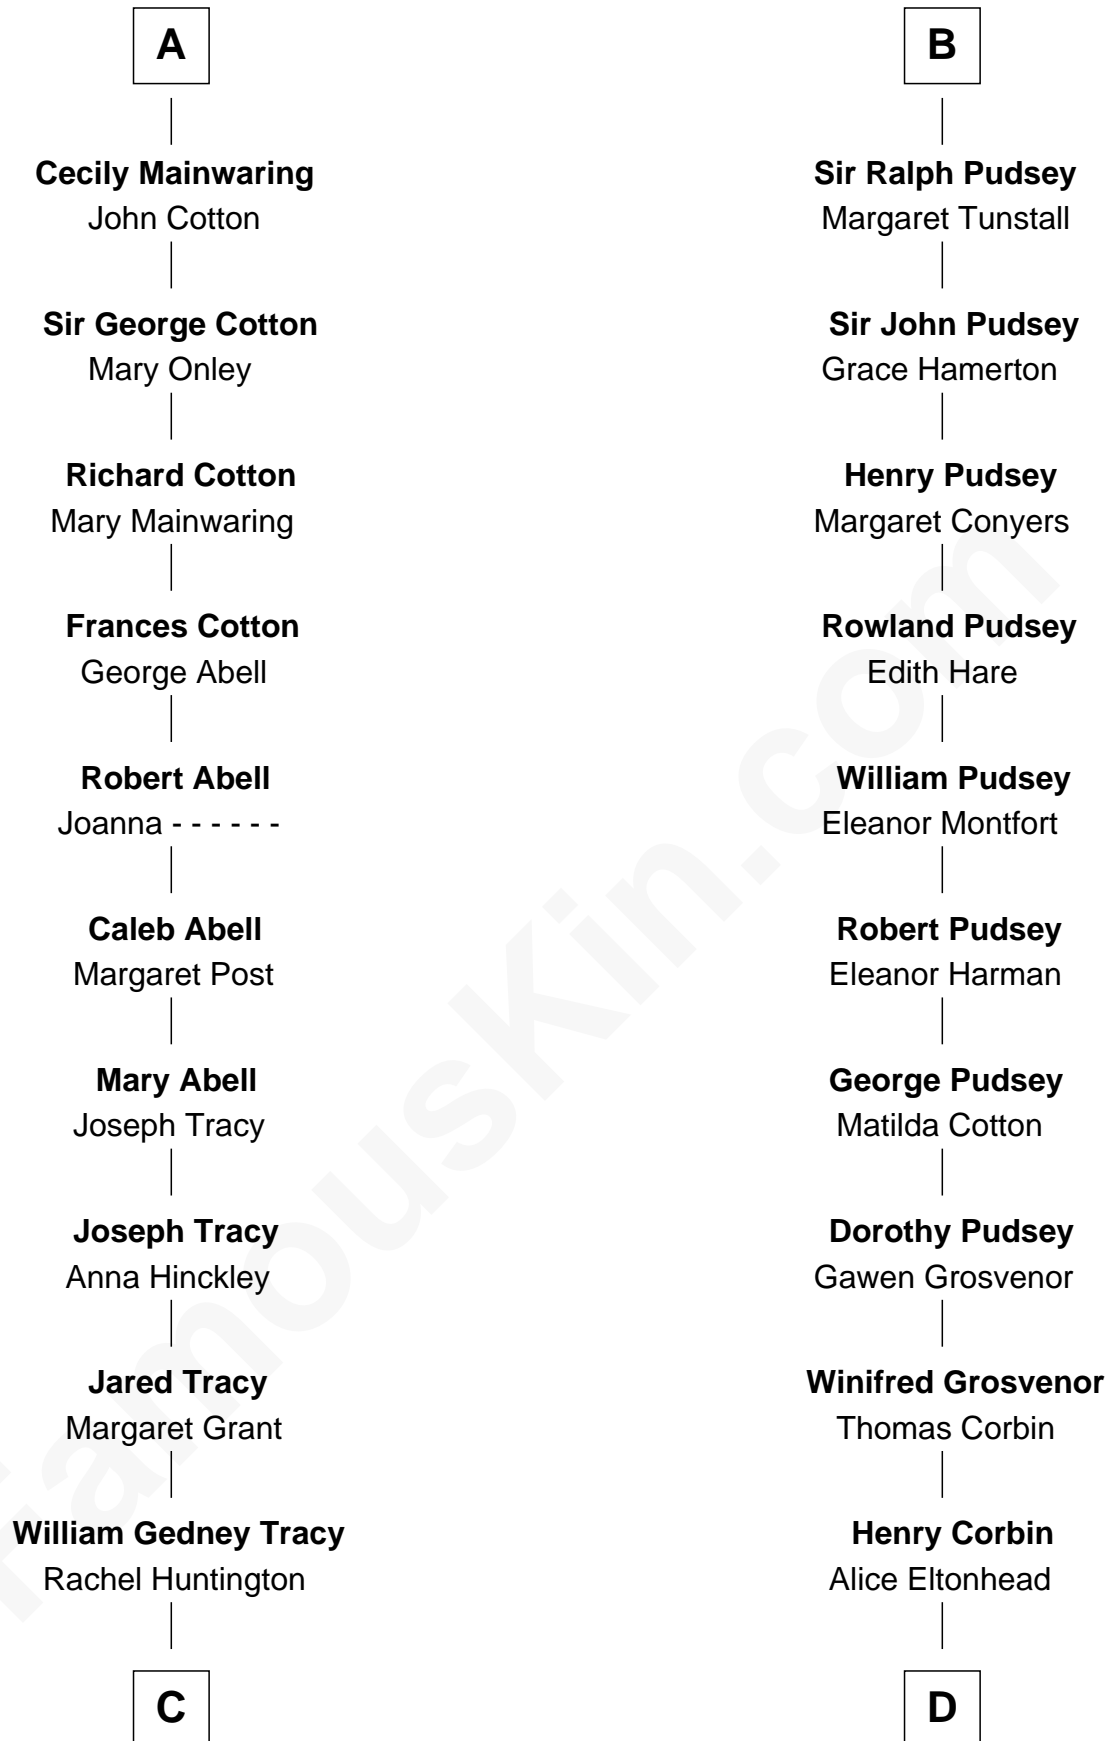 A
Cecily Mainwaring
John Cotton
Sir George Cotton
Mary Onley
Richard Cotton
Mary Mainwaring
Frances Cotton
George Abell
Robert Abell
Joanna - - - - - -
Caleb Abell
Margaret Post
Mary Abell
Joseph Tracy
Joseph Tracy
Anna Hinckley
Jared Tracy
Margaret Grant
William Gedney Tracy
Rachel Huntington
C
B
Sir Ralph Pudsey
Margaret Tunstall
Sir John Pudsey
Grace Hamerton
Henry Pudsey
Margaret Conyers
Rowland Pudsey
Edith Hare
William Pudsey
Eleanor Montfort
Robert Pudsey
Eleanor Harman
George Pudsey
Matilda Cotton
Dorothy Pudsey
Gawen Grosvenor
Winifred Grosvenor
Thomas Corbin
Henry Corbin
Alice Eltonhead
D
FamousKin.com